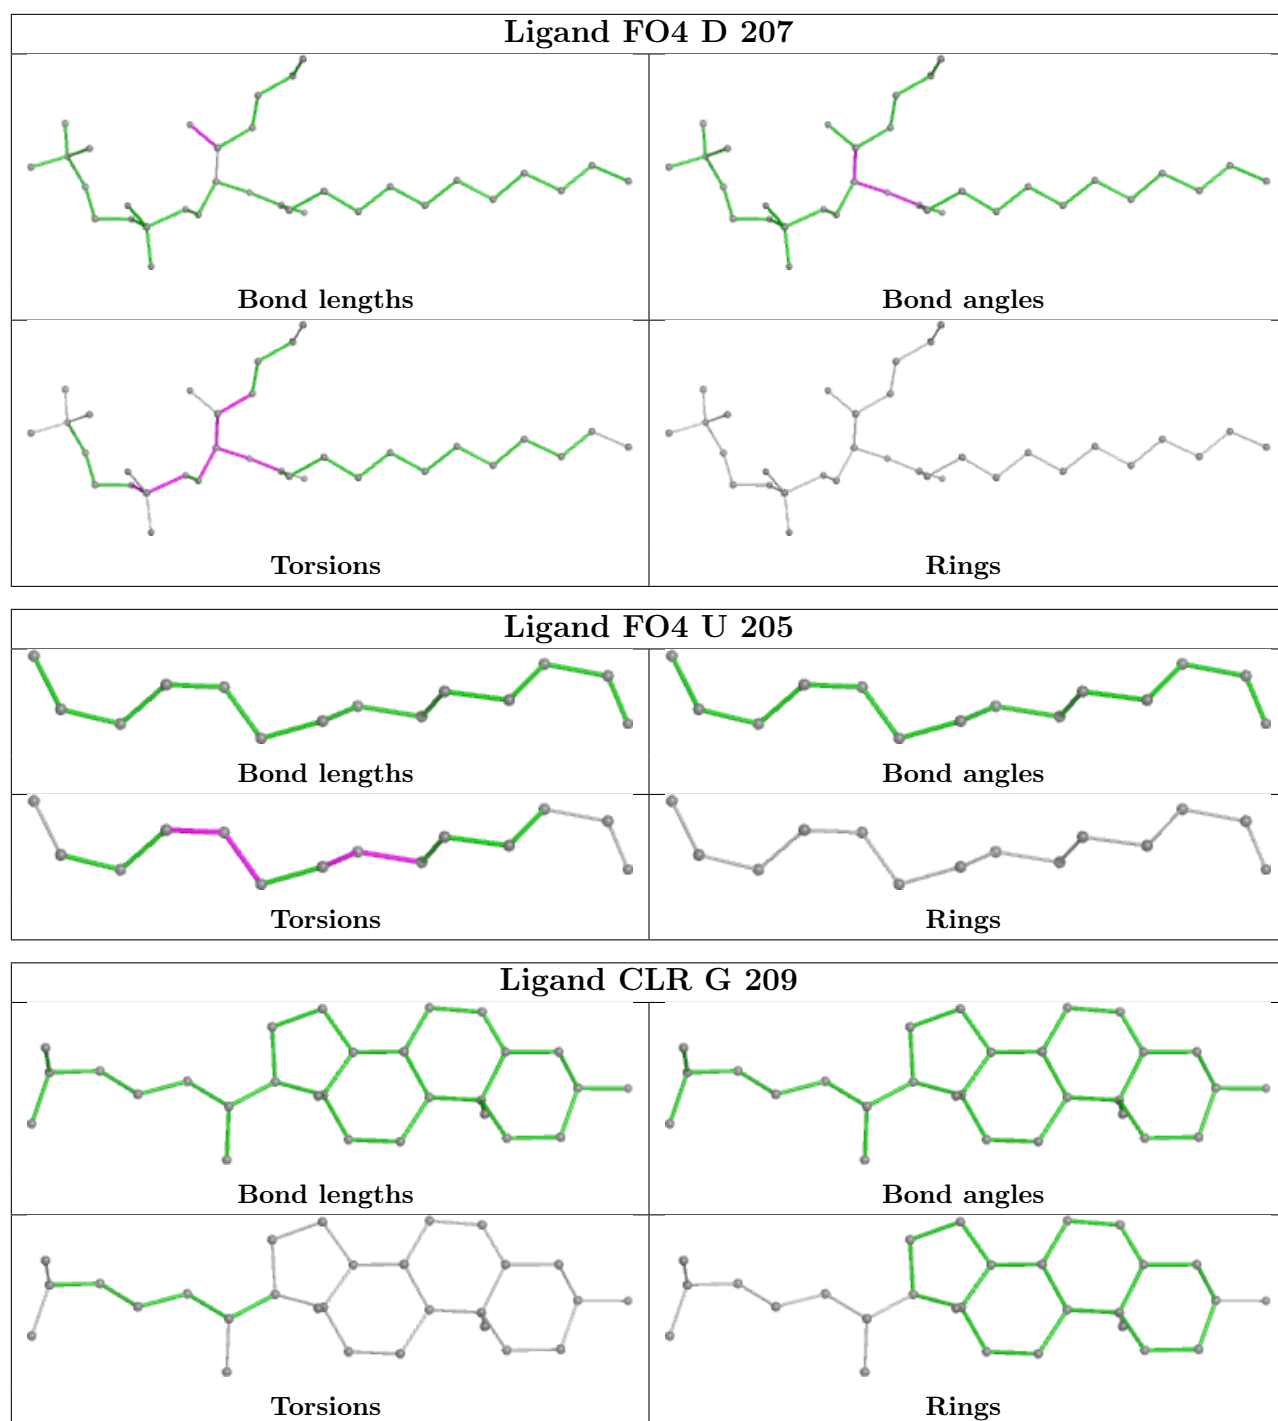 Ligand FO4 D 207
Bond lengths
Bond angles
Torsions
Rings
Ligand FO4 U 205
Bond lengths
Bond angles
Torsions
Rings
Ligand CLR G 209
Bond lengths
Bond angles
Torsions
Rings